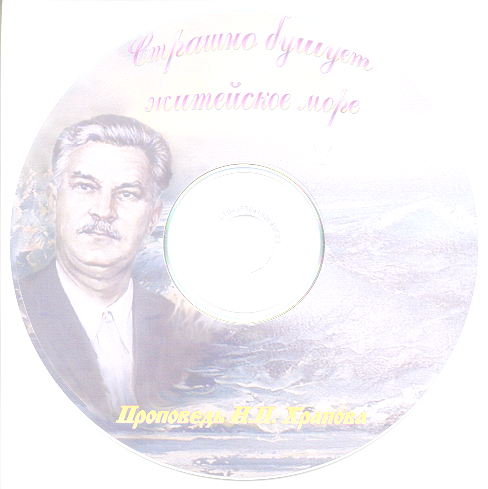 Страшно бушует
житейское море
Проповедь Н.П. Храпова